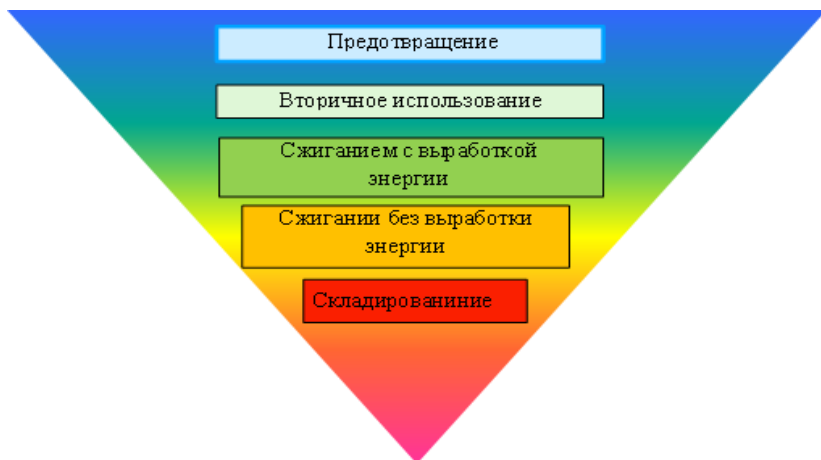 Предотвращение
Вторичное использование
Сжиганием с выработкой
энергии
Сжигании без выработки
энергии
Складированиние